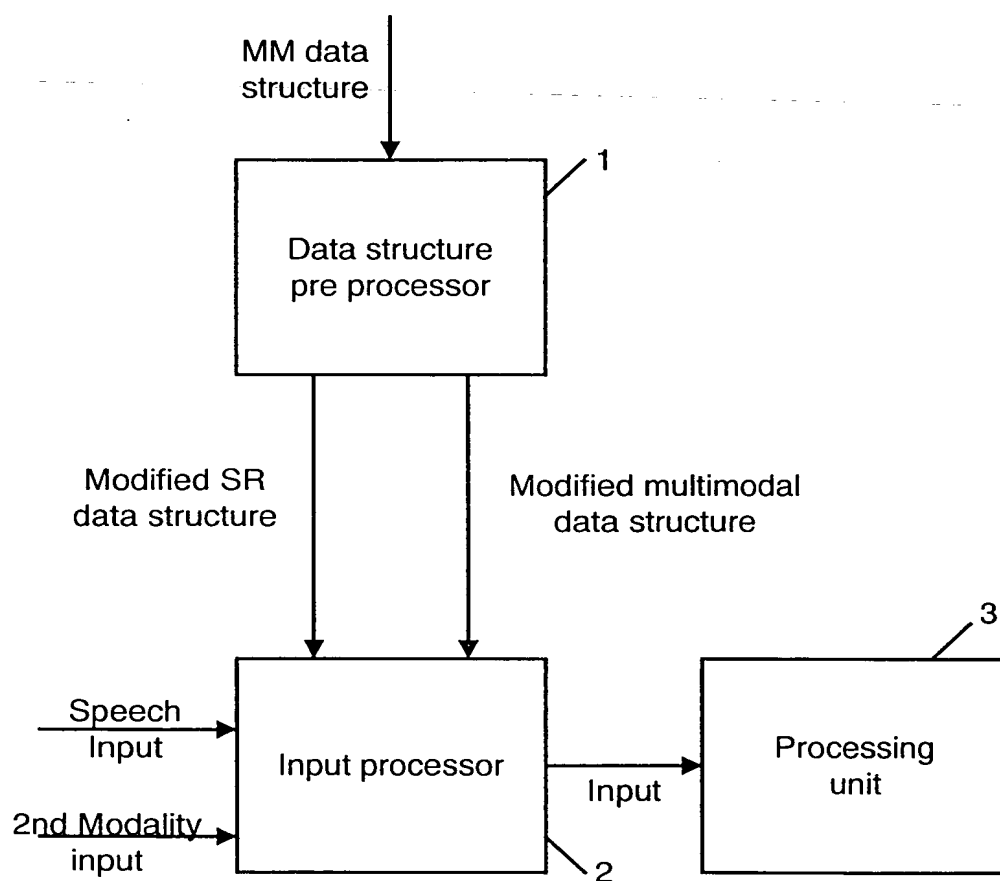 MM data
structure
1
Data structure
pre processor
Modified SR
data structure
Modified multimodal
data structure
3
Speech
Input
Input processor
Input
Processing
unit
2nd Modality
input
2